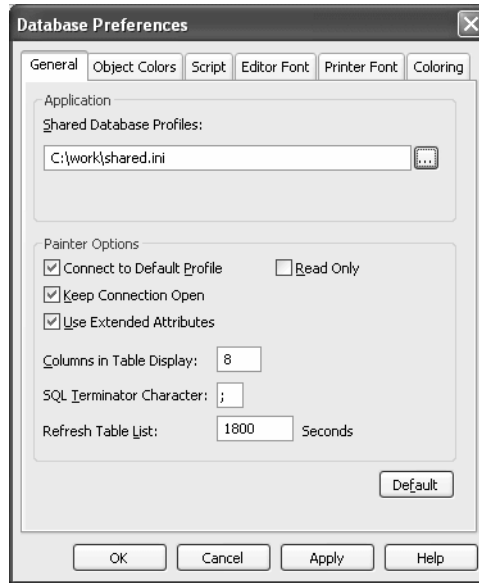 Database Preferences
General Object Colors Script Editor Font Printer Font Coloring
Application
Shared Database Profiles:
C:\work\shared.ini
...
Painter Options
Connect to Default Profile Read Only
Keep Connection Open
Use Extended Attributes
Columns in Table Display: 8
SQL Terminator Character: ;
Refresh Table List: 1800 Seconds
Default
OK Cancel Apply Help